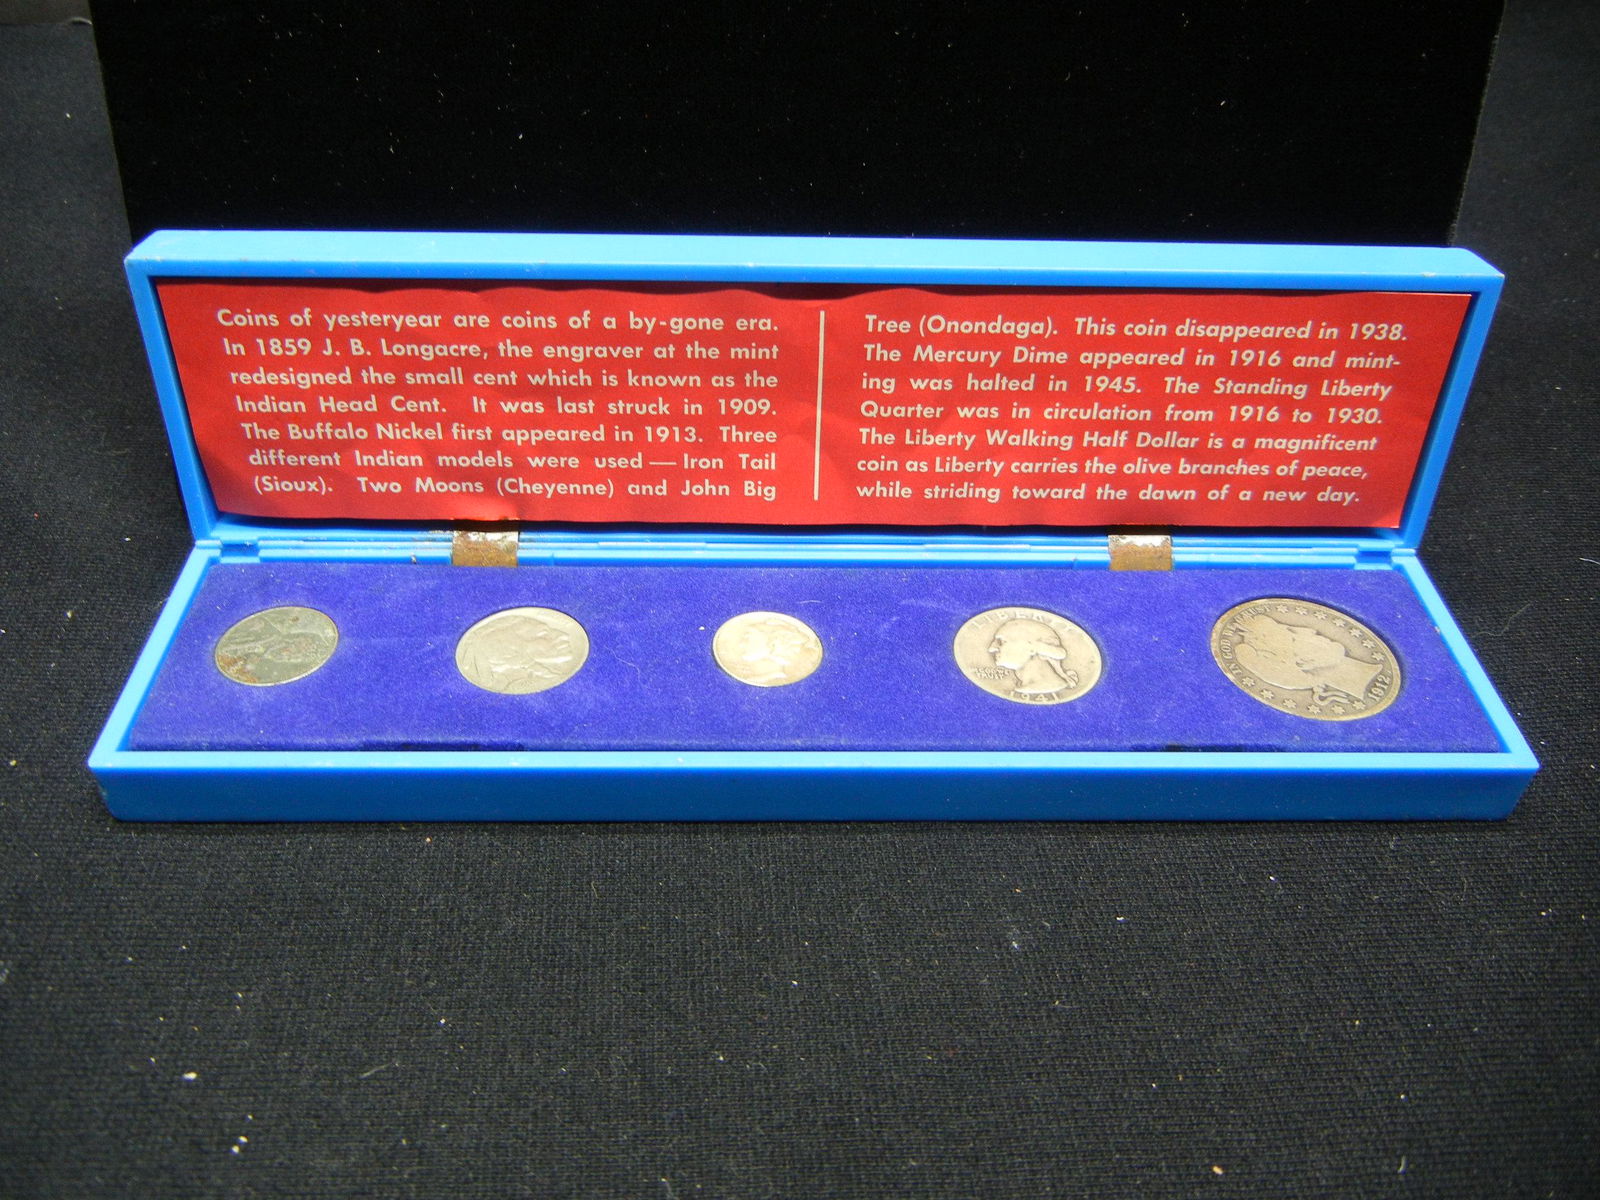 Coins of yesteryear are coins of a by-gone era.
In 1859 J. B. Longacre, the engraver at the mint
redesigned the small cent which is known as the
Indian Head Cent. It was last struck in 1909.
The Buffalo Nickel first appeared in 1913. Three
different Indian models were used — Iron Tail
(Sioux). Two Moons (Cheyenne) and John Big
Tree (Onondaga). This coin disappeared in 1938.
The Mercury Dime appeared in 1916 and mint-
ing was halted in 1945. The Standing Liberty
Quarter was in circulation from 1916 to 1930.
The Liberty Walking Half Dollar is a magnificent
coin as Liberty carries the olive branches of peace,
while striding toward the dawn of a new day.
LIBERTY
1941
IN GOD WE TRUST
1912